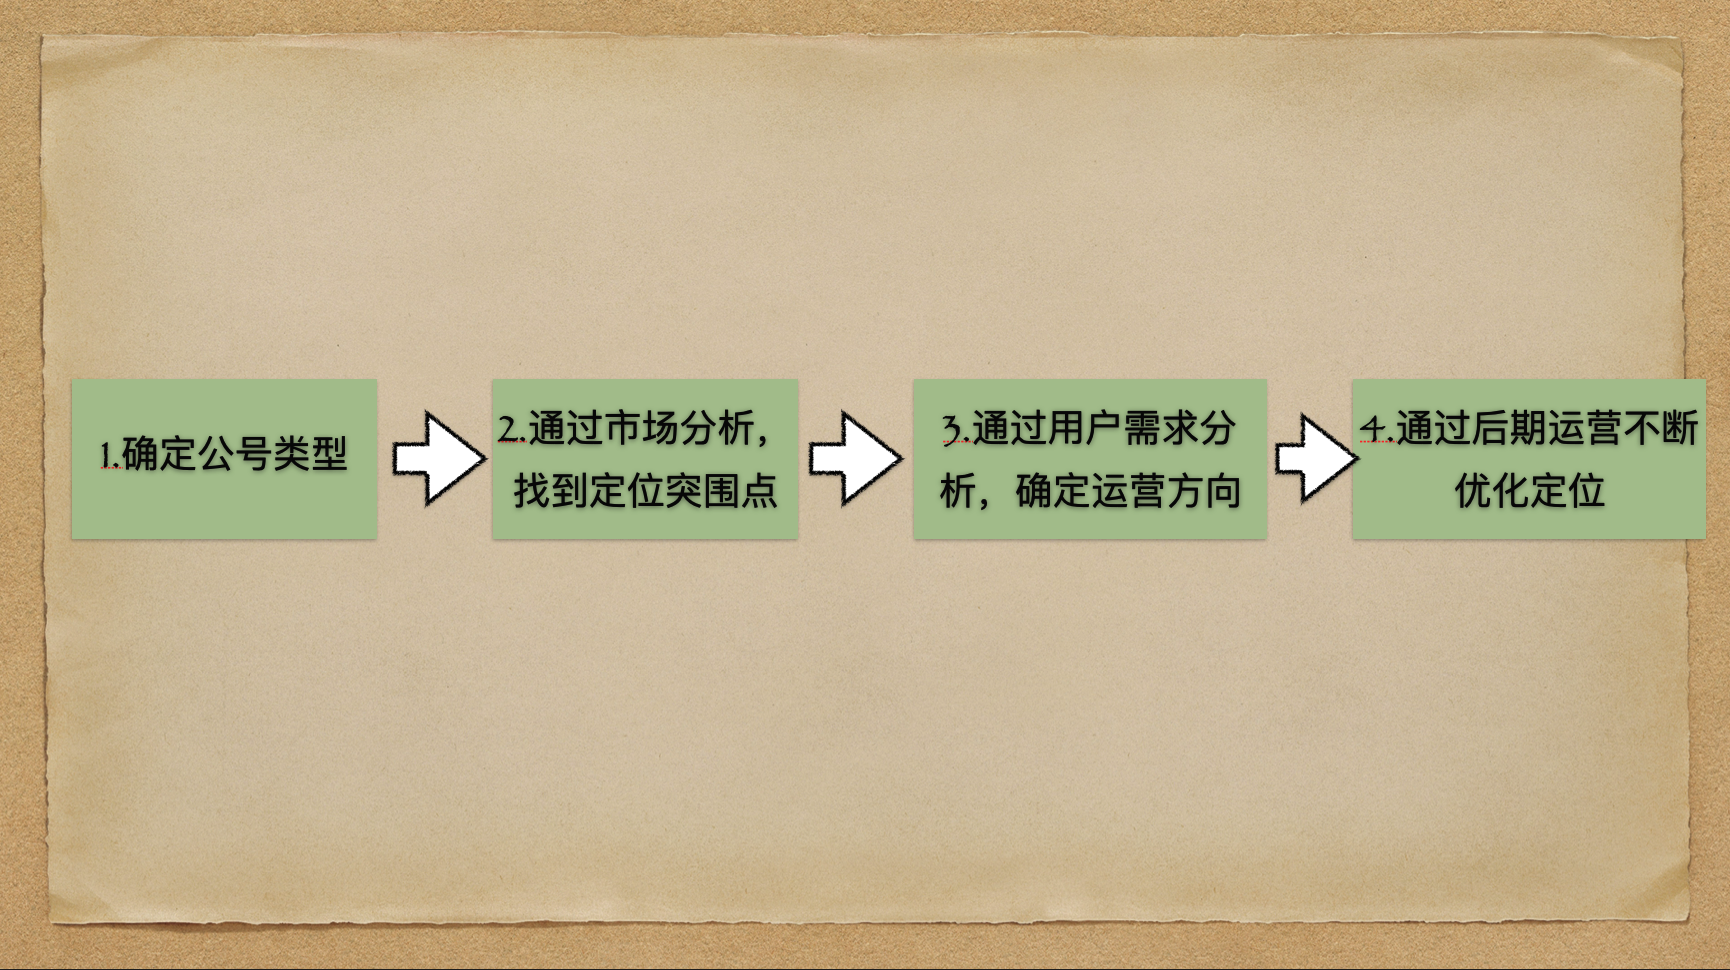 1.确定公号类型
2.通过市场分析，
找到定位突围点
3.通过用户需求分
析，确定运营方向
4.通过后期运营不断
优化定位